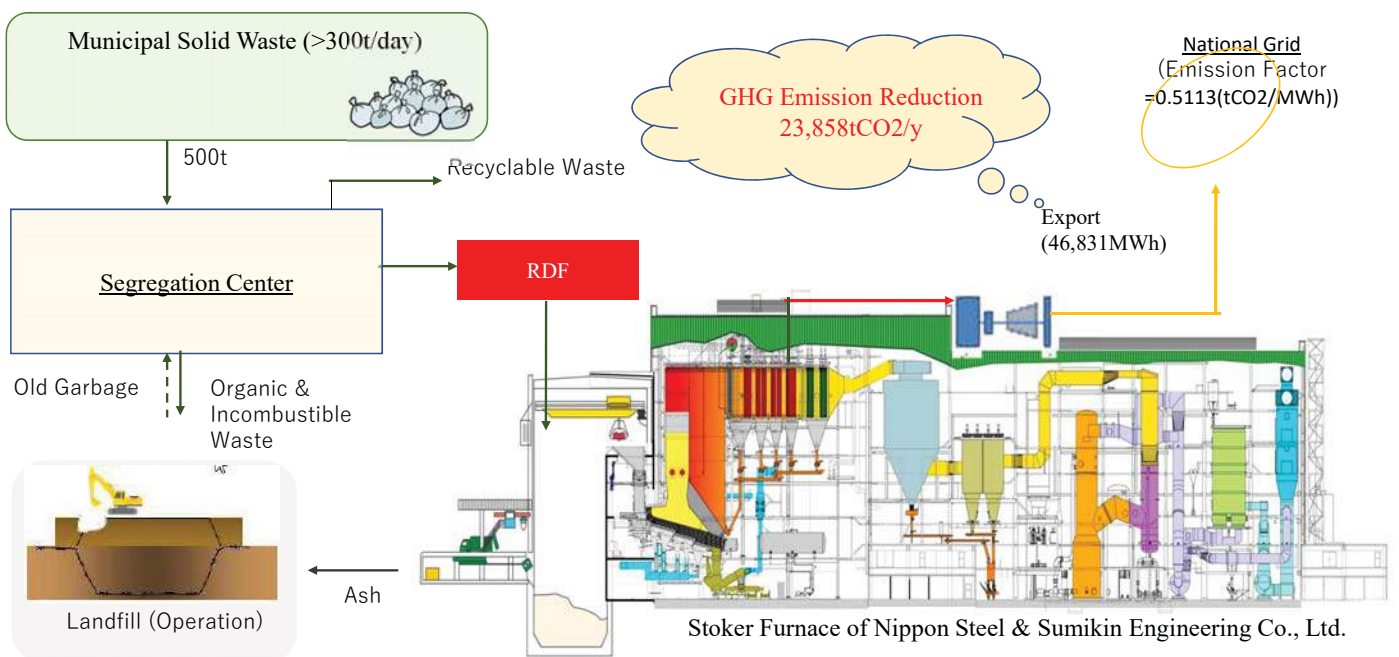 Municipal Solid Waste (>300t/day)
500t
Recyclable Waste
Segregation Center
RDF
Old Garbage
Organic &
Incombustible
Waste
Landfill (Operation)
Ash
GHG Emission Reduction
23,858tCO2/y
Export
(46,831MWh)
National Grid
(Emission Factor
=0.5113(tCO2/MWh))
Stoker Furnace of Nippon Steel & Sumikin Engineering Co., Ltd.